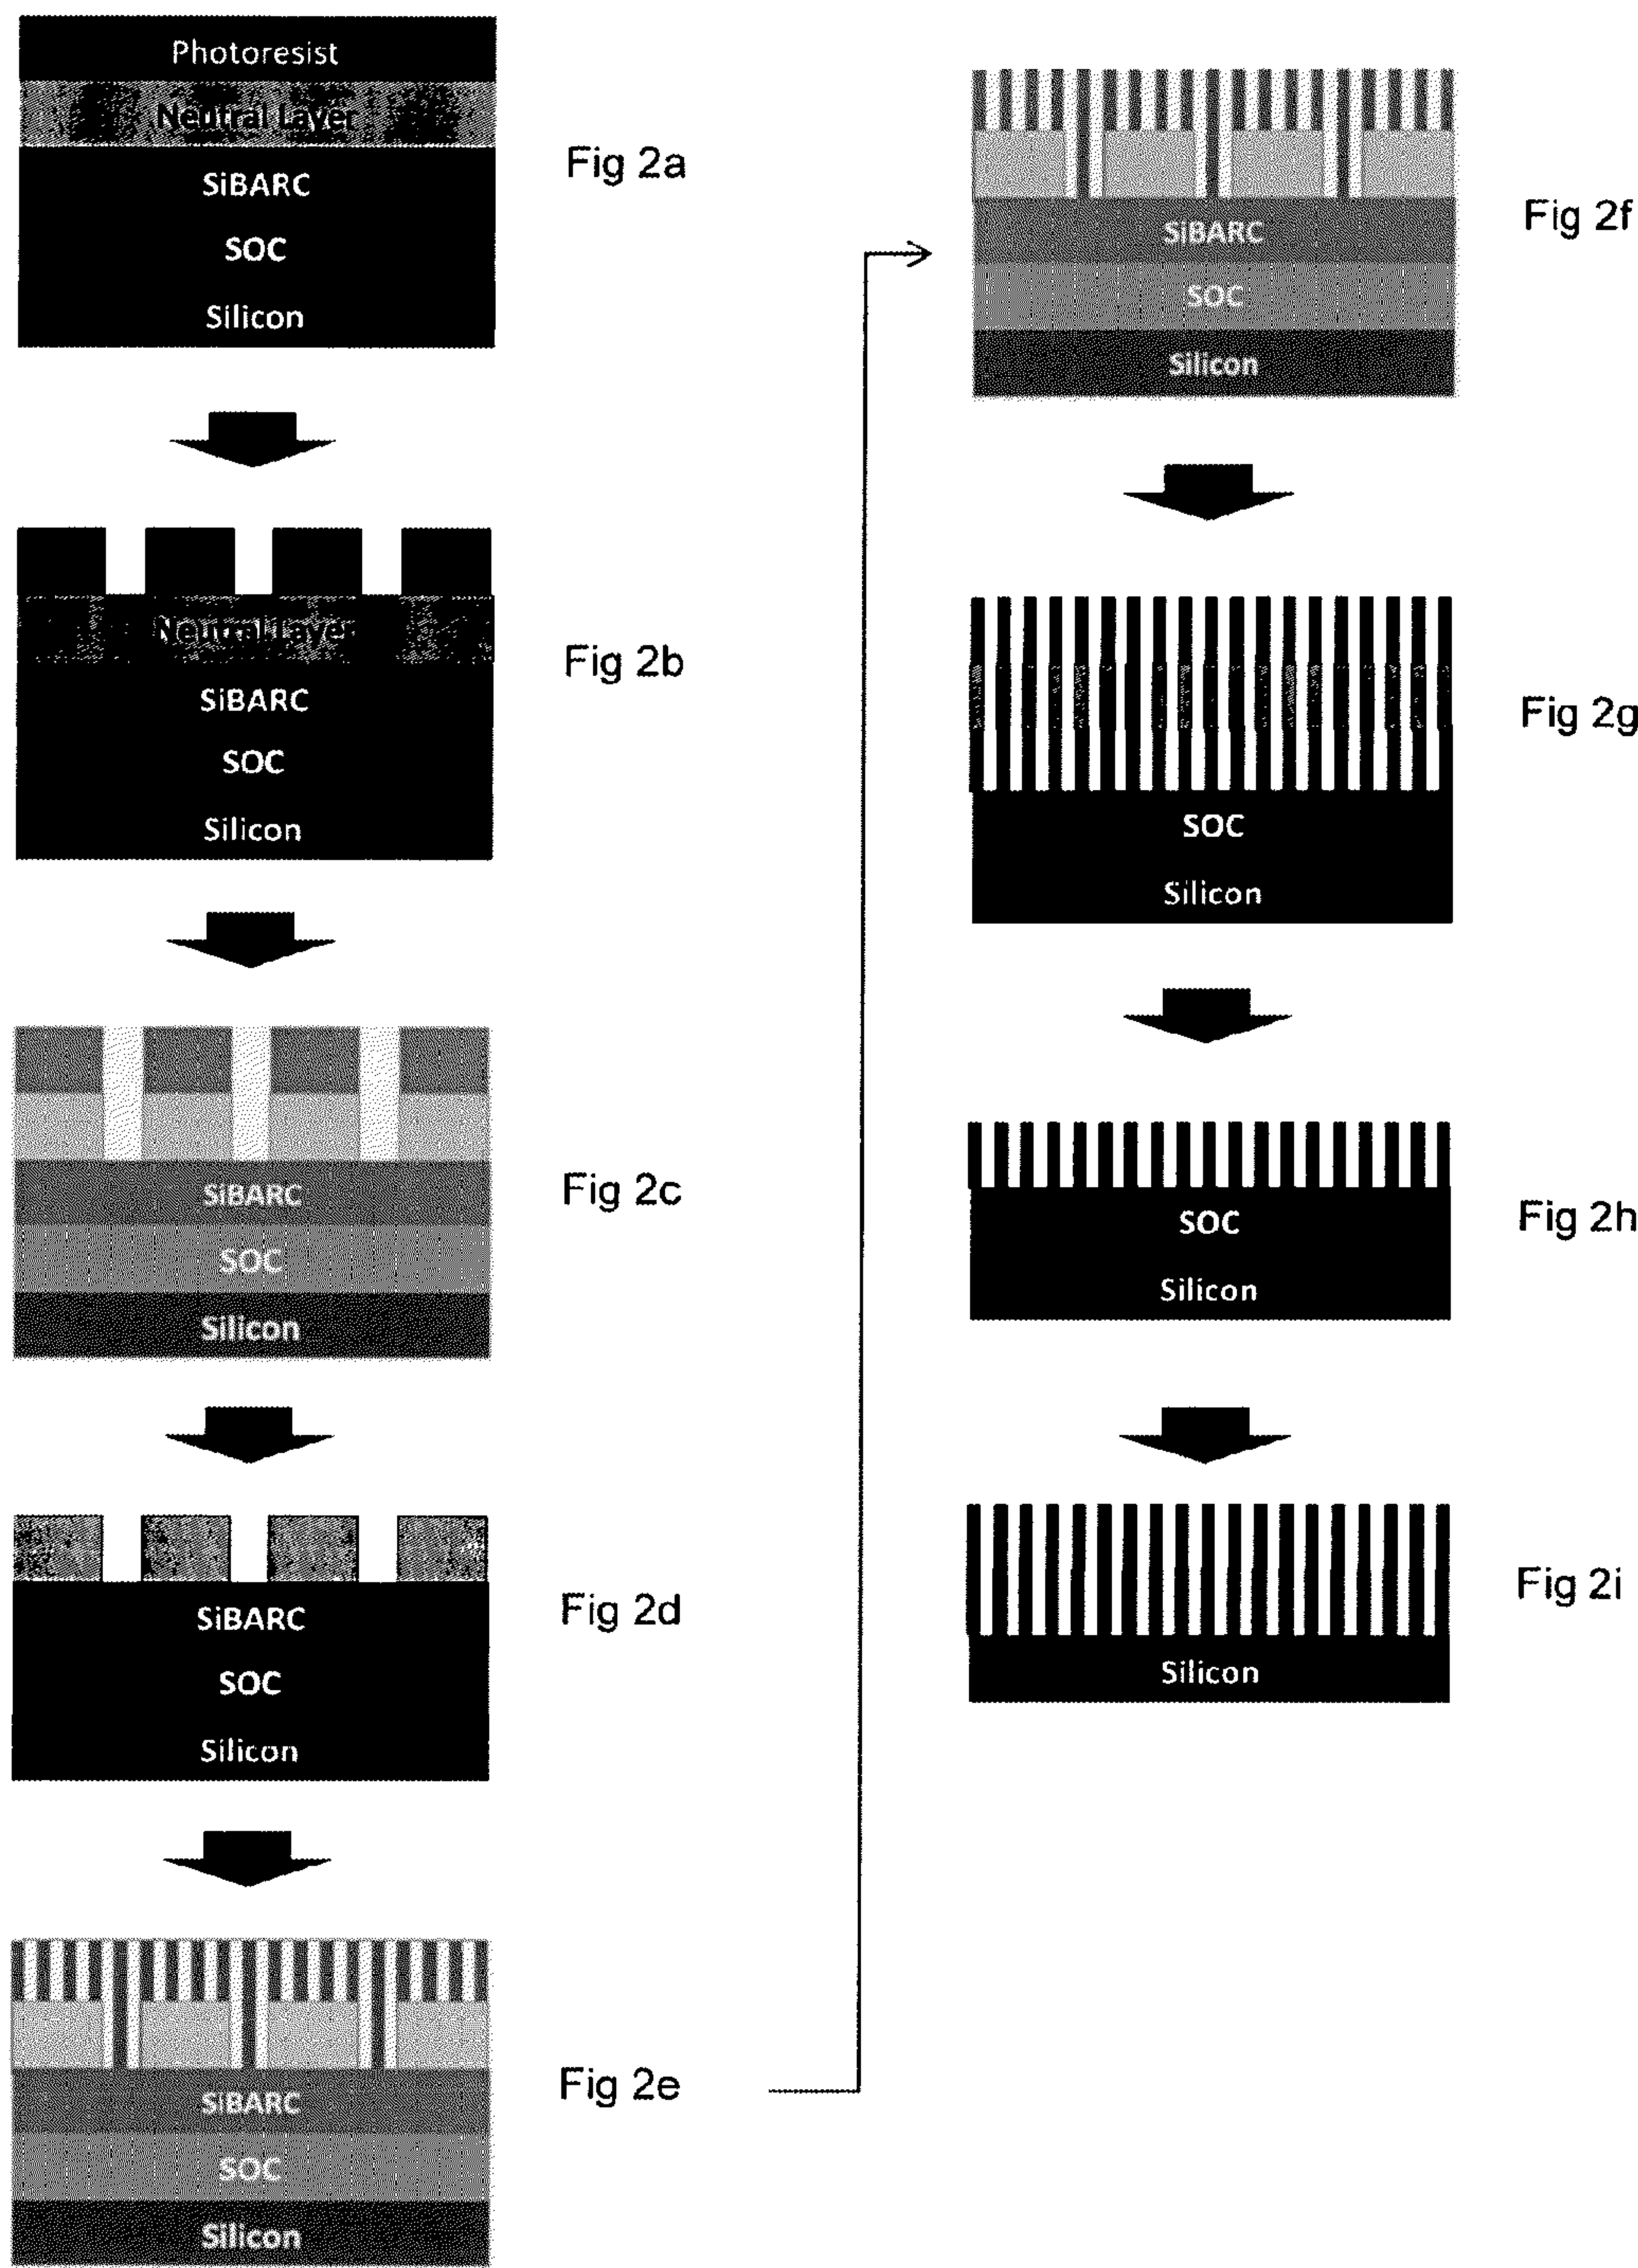 Photoresist
Neutral Layer
SiBARC
SOC
Silicon
Fig 2a
Neutral Layer
SiBARC
SOC
Silicon
Fig 2b
SiBARC
SOC
Silicon
Fig 2c
SiBARC
SOC
Silicon
Fig 2d
SiBARC
SOC
Silicon
Fig 2e
SiBARC
SOC
Silicon
Fig 2f
SOC
Silicon
Fig 2g
SOC
Silicon
Fig 2h
Silicon
Fig 2i